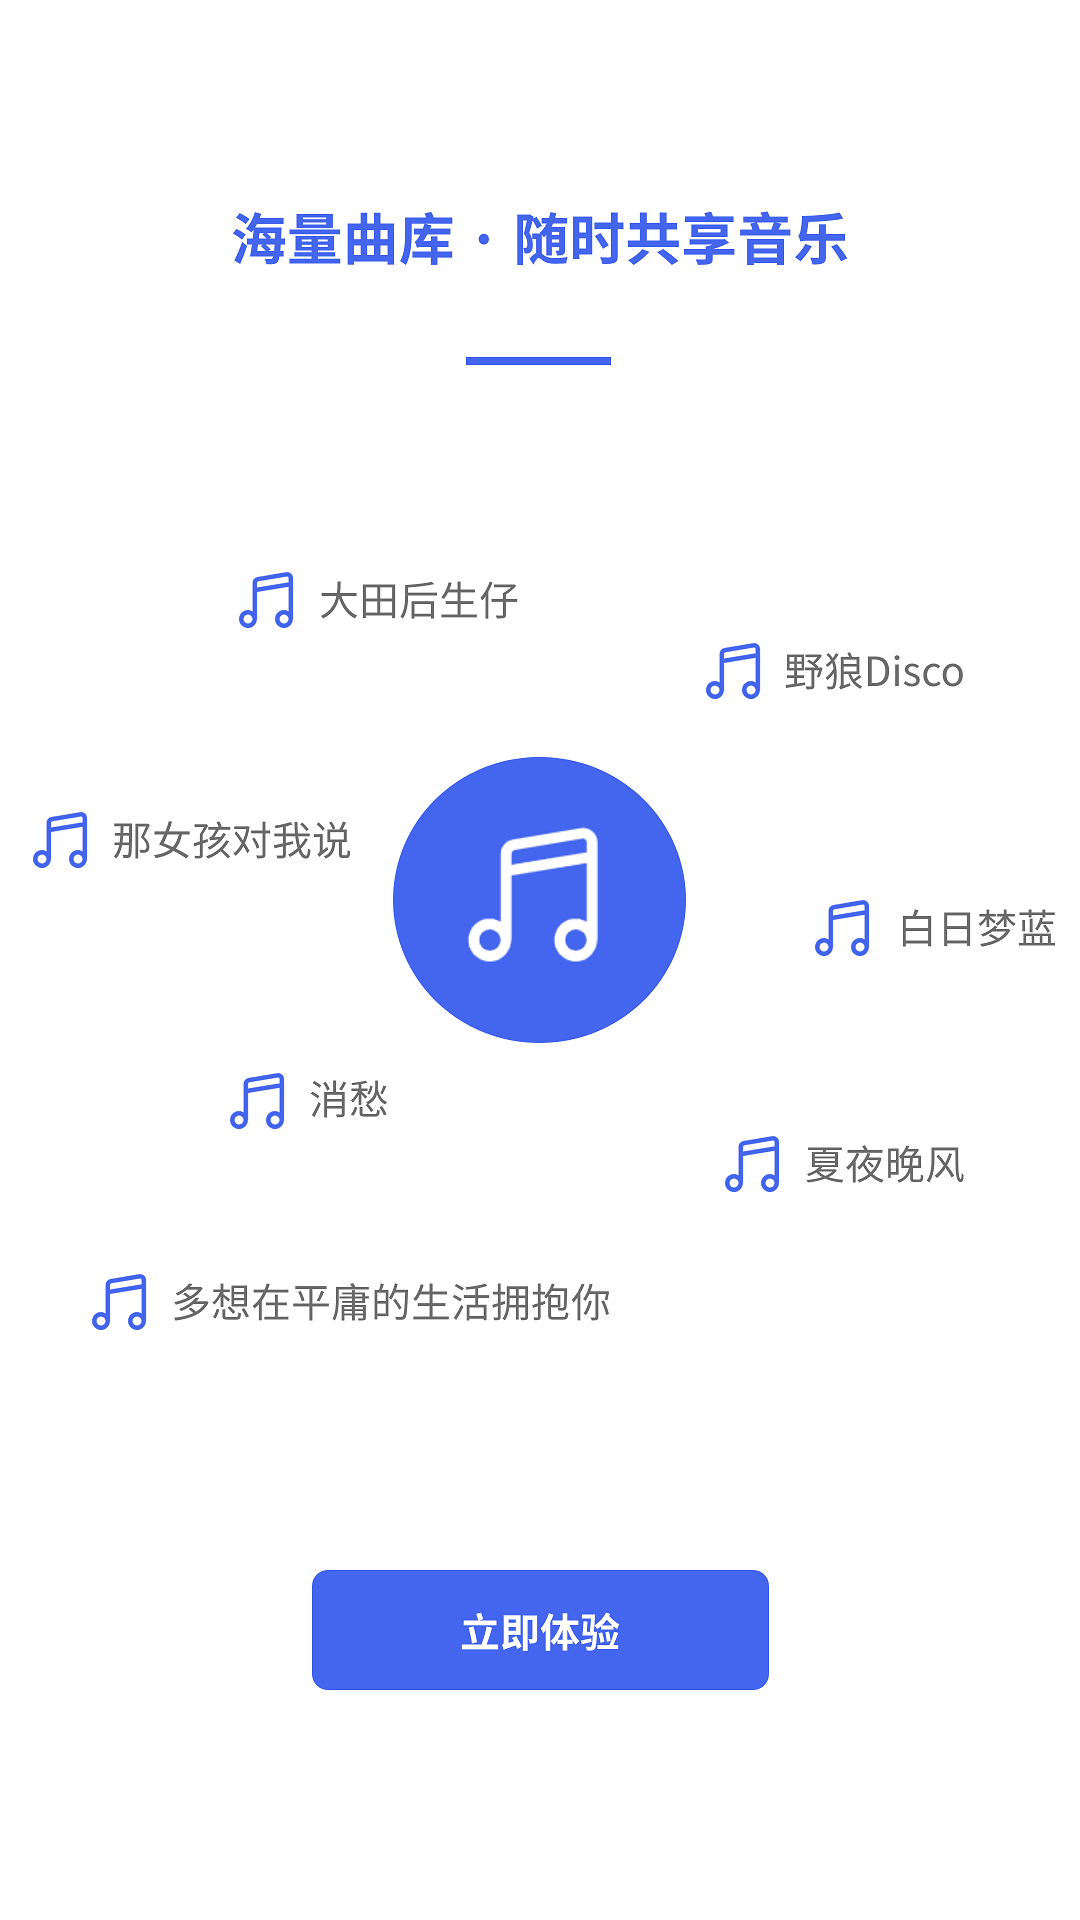 海量曲库 · 随时共享音乐
大田后生仔
野狼Disco
那女孩对我说
白日梦蓝
消愁
夏夜晚风
多想在平庸的生活拥抱你
立即体验